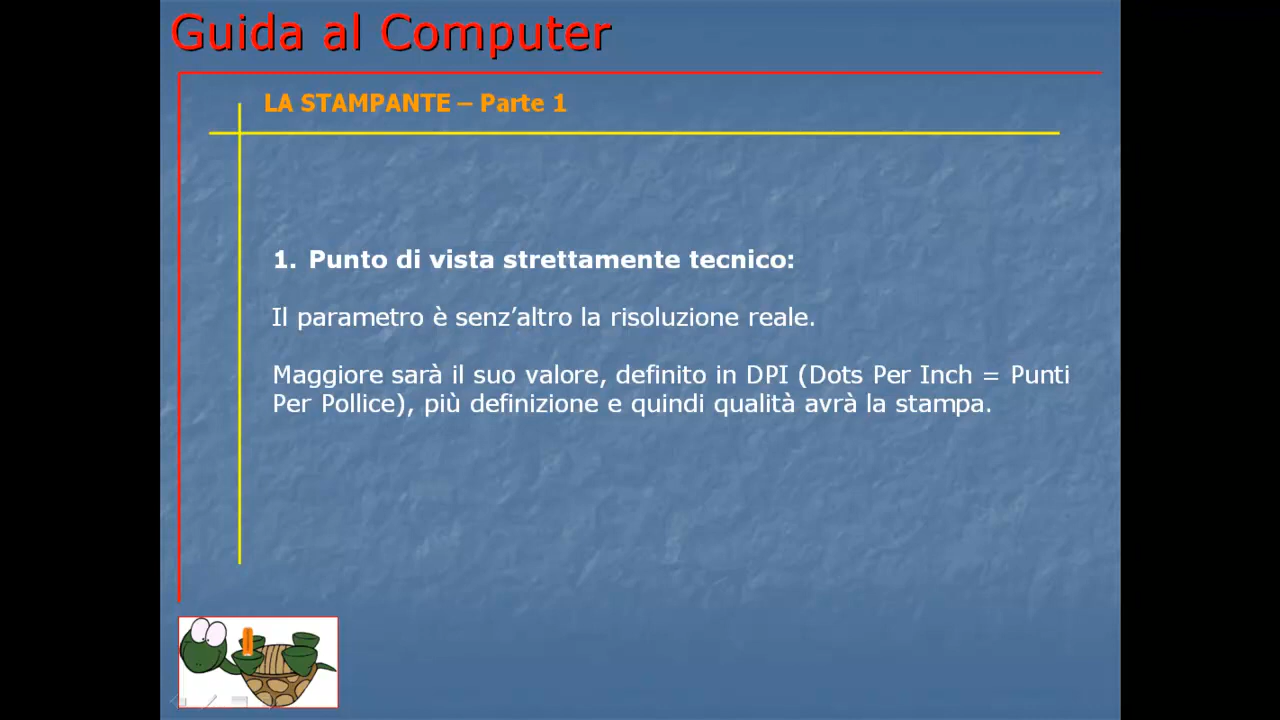 Guida al Computer
LA STAMPANTE – Parte 1
1. Punto di vista strettamente tecnico:
Il parametro è senz’altro la risoluzione reale.
Maggiore sarà il suo valore, definito in DPI (Dots Per Inch = Punti
Per Pollice), più definizione e quindi qualità avrà la stampa.